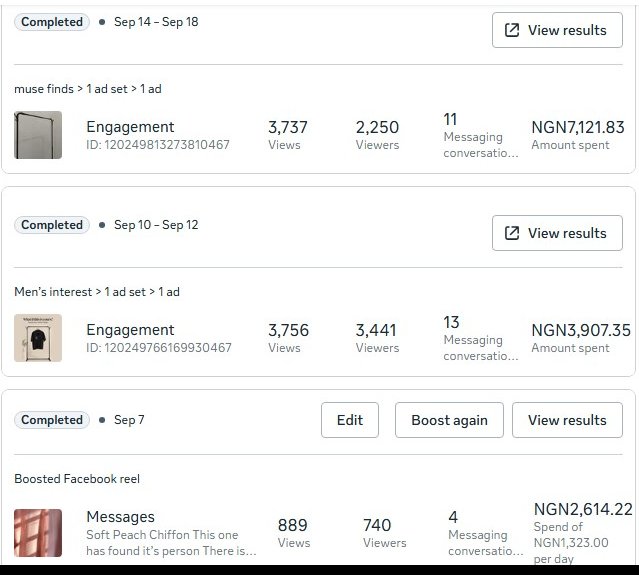 Completed • Sep 14 – Sep 18
View results
muse finds > 1 ad set > 1 ad
Engagement
ID: 120249813273810467
3,737
Views
2,250
Viewers
11
Messaging
conversatio...
NGN7,121.83
Amount spent
Completed • Sep 10 – Sep 12
View results
Men's interest > 1 ad set > 1 ad
Engagement
ID: 120249766169930467
3,756
Views
3,441
Viewers
13
Messaging
conversatio...
NGN3,907.35
Amount spent
Completed • Sep 7
Edit
Boost again
View results
Boosted Facebook reel
Messages
Soft Peach Chiffon This one
has found it's person There is...
889
Views
740
Viewers
4
Messaging
conversatio...
NGN2,614.22
Spend of
NGN1,323.00
per day